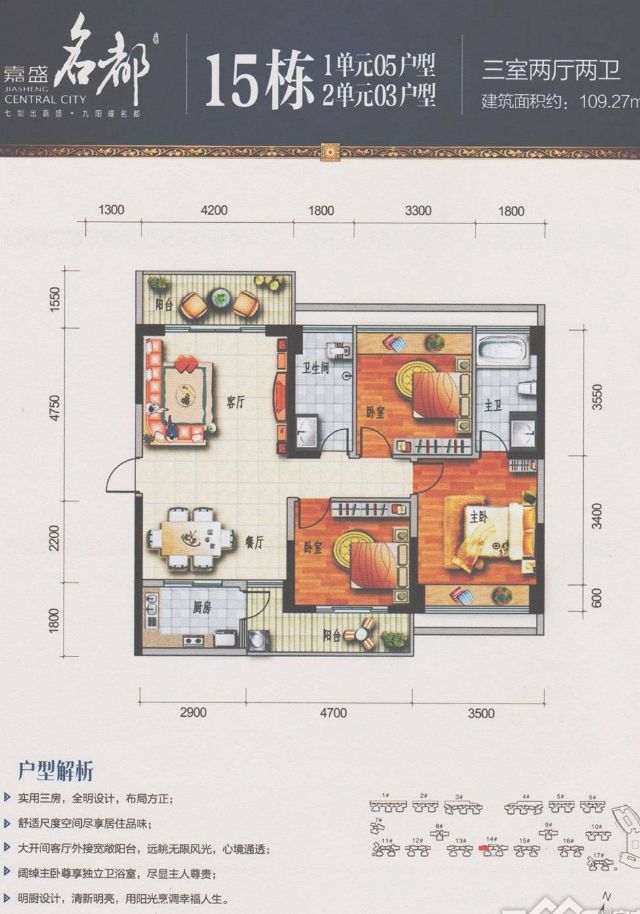 嘉盛 名都
JIASHENG
CENTRAL CITY
七剑出嘉盛·九阳耀名都
15栋
1单元05户型
2单元03户型
三室两厅两卫
建筑面积约：109.27m
1300 4200 1800 3300 1800
1550
4750
2200
1800
3550
3400
600
阳台
客厅
卫生间
卧室
主卫
餐厅
卧室
主卧
厨房
阳台
2900 4700 3500
户型解析
实用三房，全明设计，布局方正；
舒适尺度空间尽享居住品味；
大开间客厅外接宽敞阳台，远眺无限风光，心境通透；
阔绰主卧尊享独立卫浴室，尽显主人尊贵；
明厨设计，清新明亮，用阳光烹调幸福人生。
1# 2# 3# 4# 5# 6#
7# 8# 9# 10#
11# 12# 13# 14# 15# 16#
17#
N